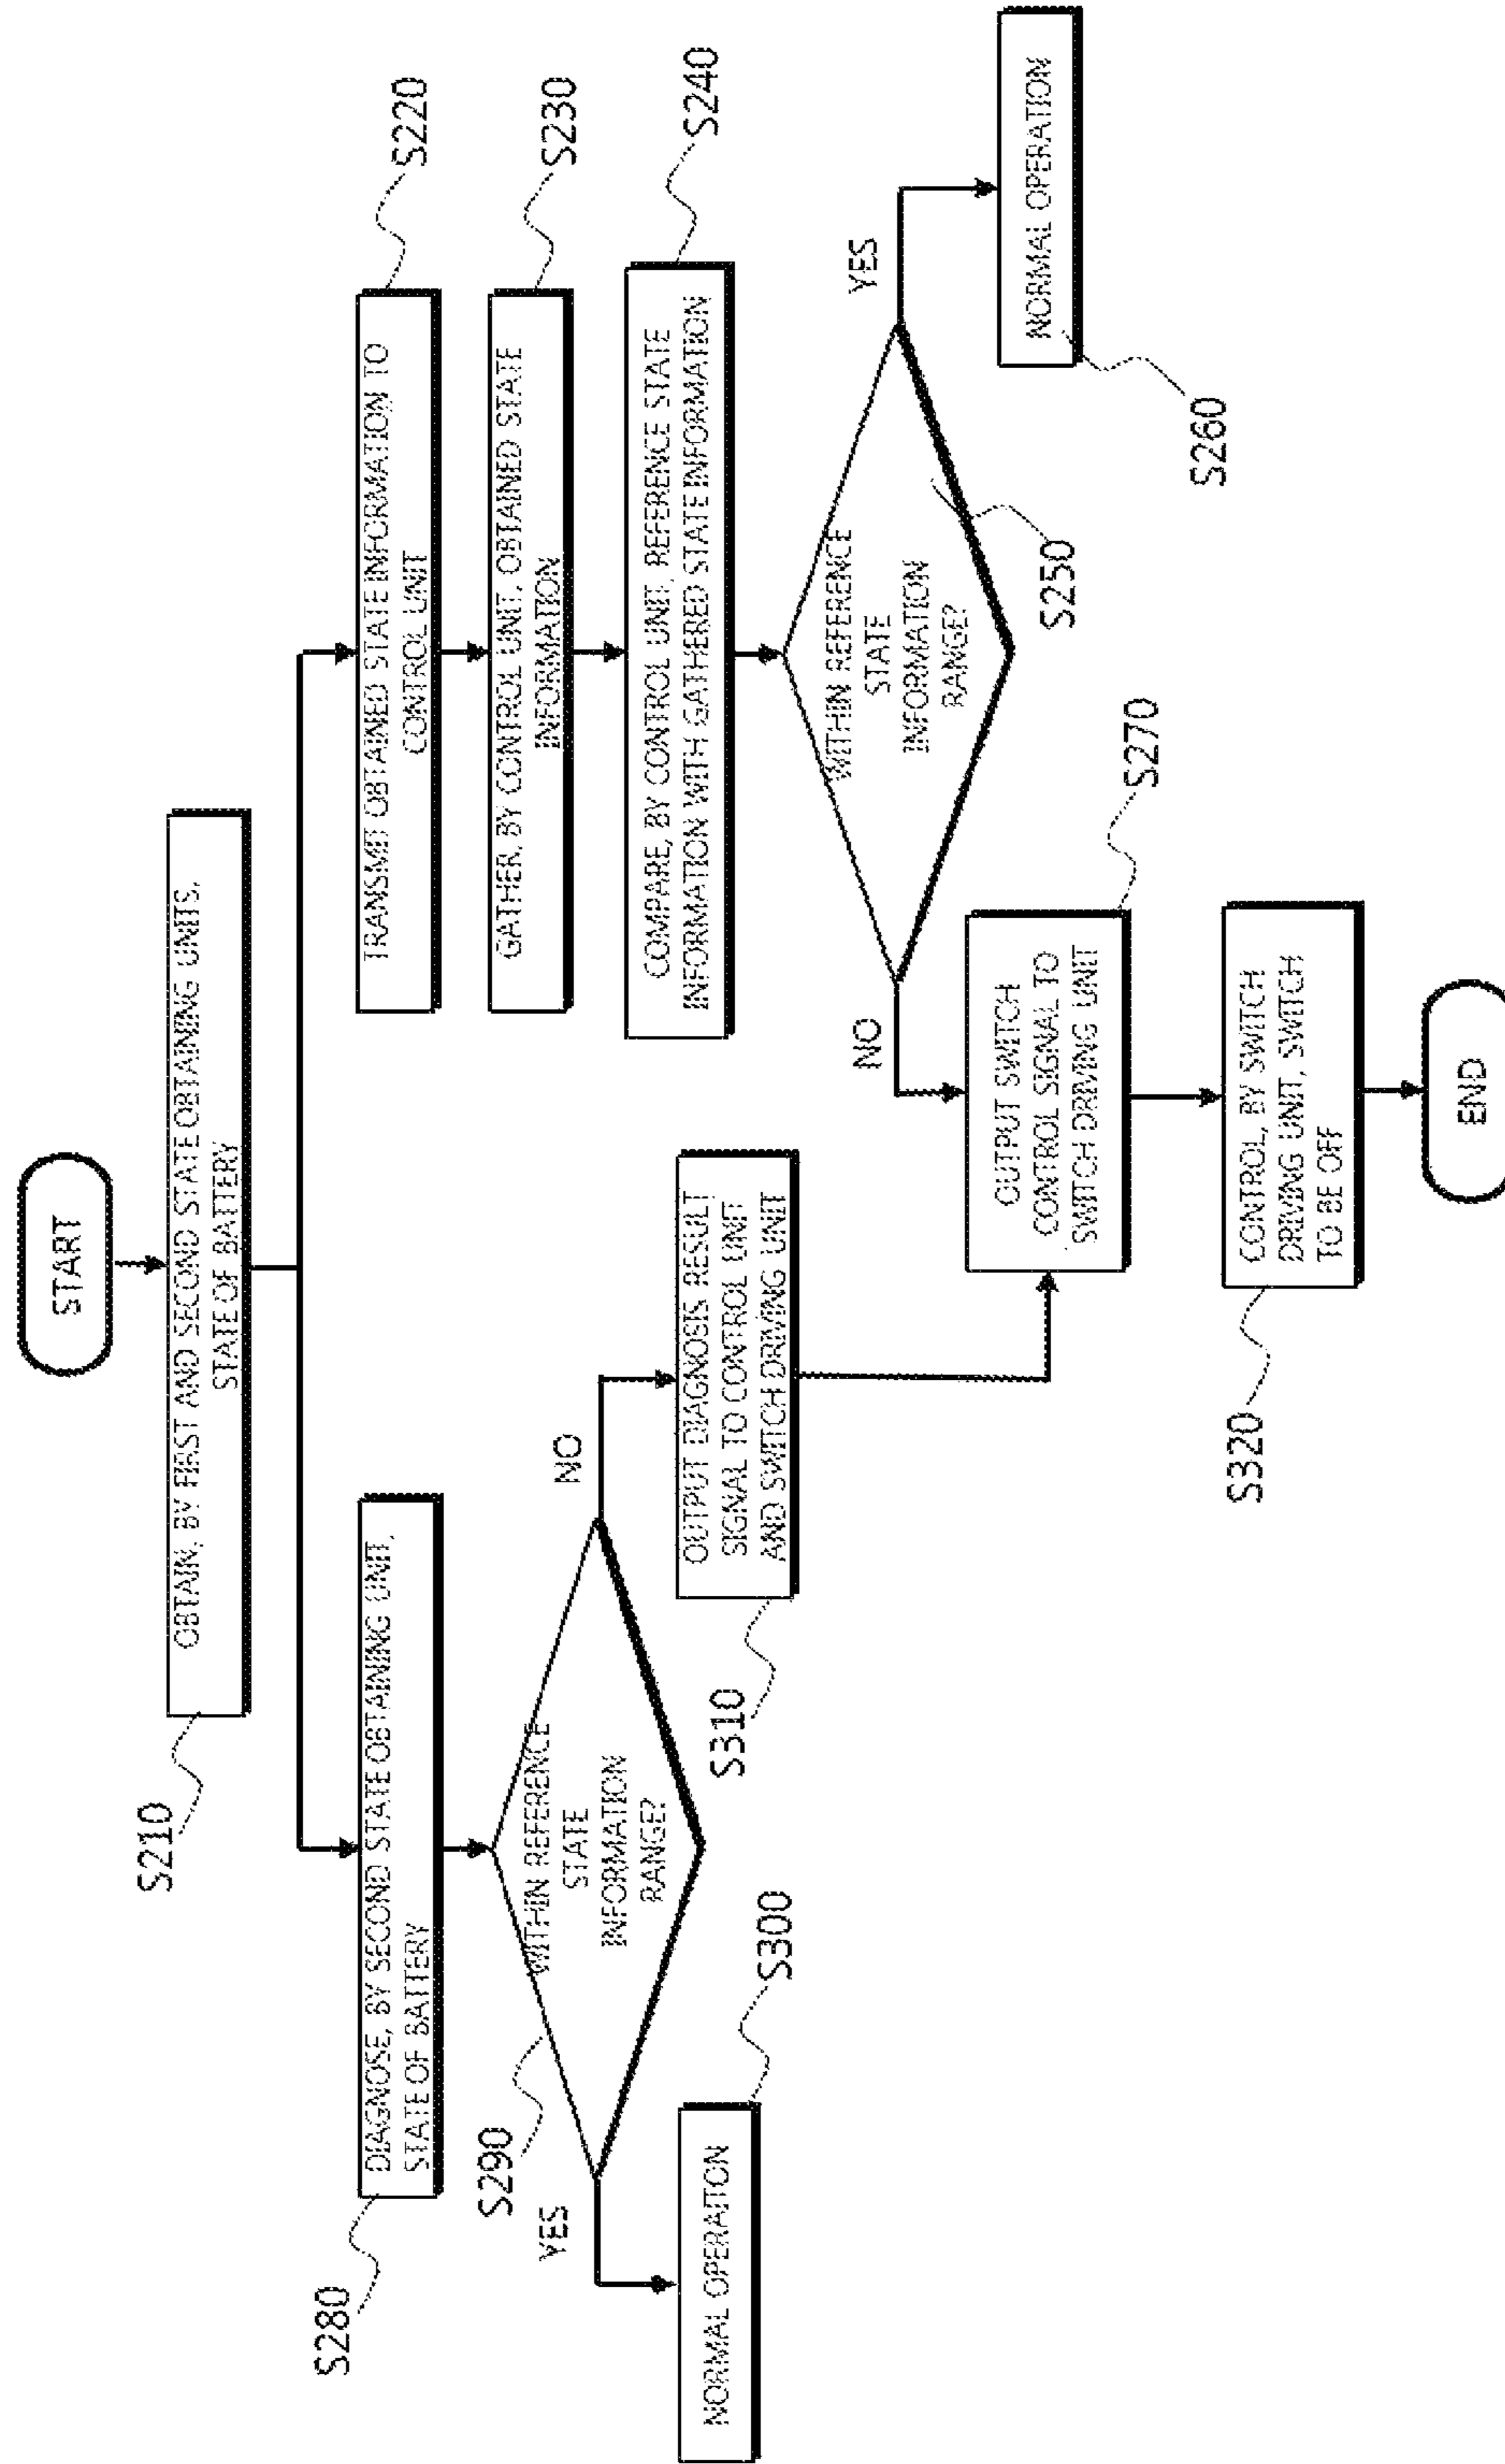 START
OBTAIN, BY FIRST AND SECOND STATE OBTAINING UNITS,
STATE OF BATTERY
S210
DIAGNOSE, BY SECOND STATE OBTAINING UNIT,
STATE OF BATTERY
S280
WITHIN REFERENCE
STATE
INFORMATION
RANGE?
S290
YES
NO
NORMAL OPERAITON
S300
OUTPUT DIAGNOSIS RESULT
SIGNAL TO CONTROL UNIT
AND SWITCH DRIVING UNIT
S310
TRANSMIT OBTAINED STATE INFORMATION TO
CONTROL UNIT
S220
GATHER, BY CONTROL UNIT, OBTAINED STATE
INFORMATION
S230
COMPARE, BY CONTROL UNIT, REFERENCE STATE
INFORMATION WITH GATHERED STATE INFORMATION
S240
WITHIN REFERENCE
STATE
INFORMATION
RANGE?
S250
NO
YES
NORMAL OPERATION
S260
OUTPUT SWITCH
CONTROL SIGNAL TO
SWITCH DRIVING UNIT
S270
CONTROL, BY SWITCH
DRIVING UNIT, SWITCH
TO BE OFF
S320
END